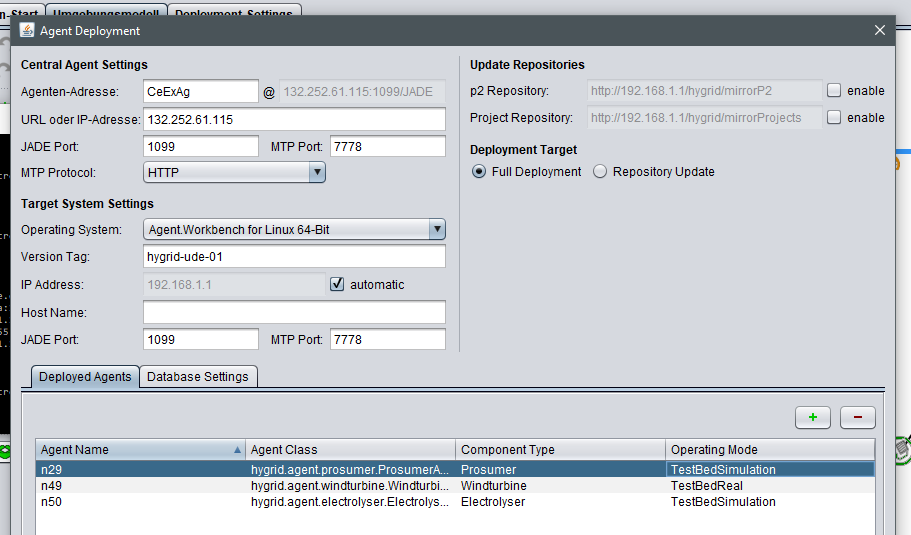 n-Start Umgebungsmodell Deployment-Settings
Agent Deployment
Central Agent Settings
Agenten-Adresse: CeExAg @ 132.252.61.115:1099/JADE
URL oder IP-Adresse: 132.252.61.115
JADE Port: 1099 MTP Port: 7778
MTP Protocol: HTTP
Target System Settings
Operating System: Agent.Workbench for Linux 64-Bit
Version Tag: hygrid-ude-01
IP Address: 192.168.1.1 automatic
Host Name:
JADE Port: 1099 MTP Port: 7778
Update Repositories
p2 Repository: http://192.168.1.1/hygrid/mirrorP2 enable
Project Repository: http://192.168.1.1/hygrid/mirrorProjects enable
Deployment Target
Full Deployment Repository Update
Deployed Agents Database Settings
+ −
Agent Name Agent Class Component Type Operating Mode
n29 hygrid.agent.prosumer.ProsumerA... Prosumer TestBedSimulation
n49 hygrid.agent.windturbine.Windturbi... Windturbine TestBedReal
n50 hygrid.agent.electrolyser.Electrolys... Electrolyser TestBedSimulation